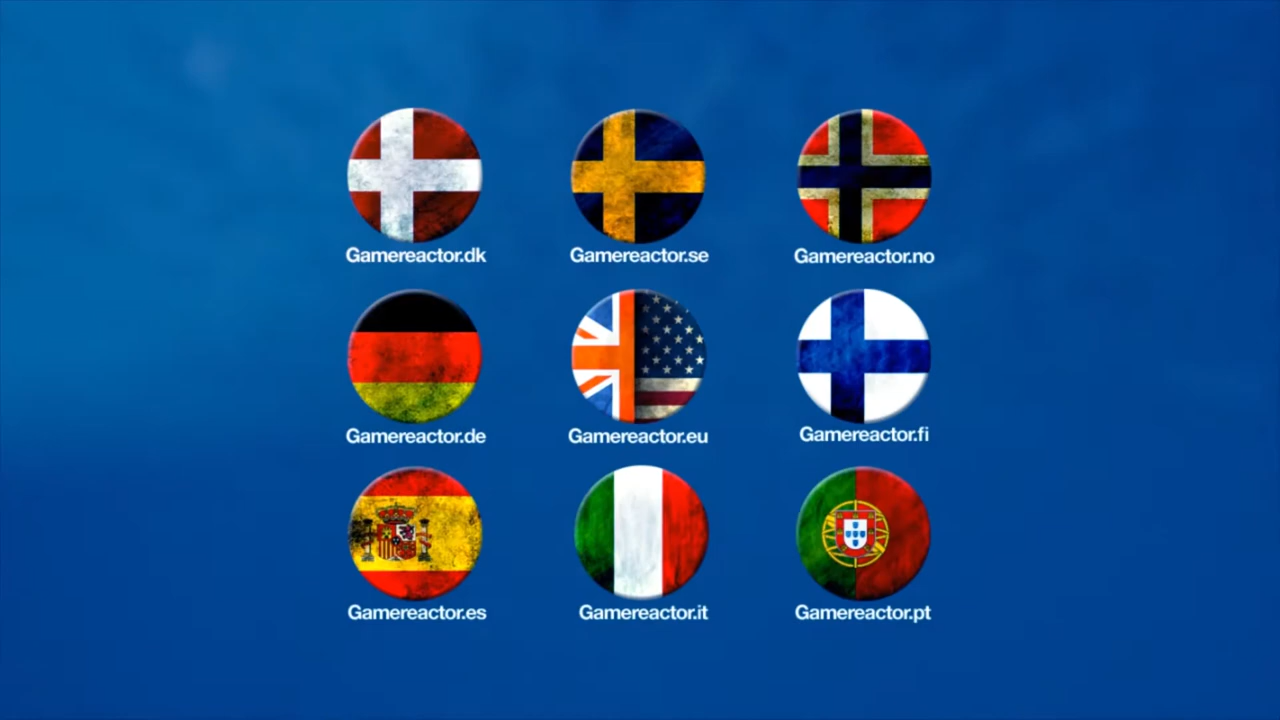 Gamereactor.dk
Gamereactor.se
Gamereactor.no
Gamereactor.de
Gamereactor.eu
Gamereactor.fi
Gamereactor.es
Gamereactor.it
Gamereactor.pt